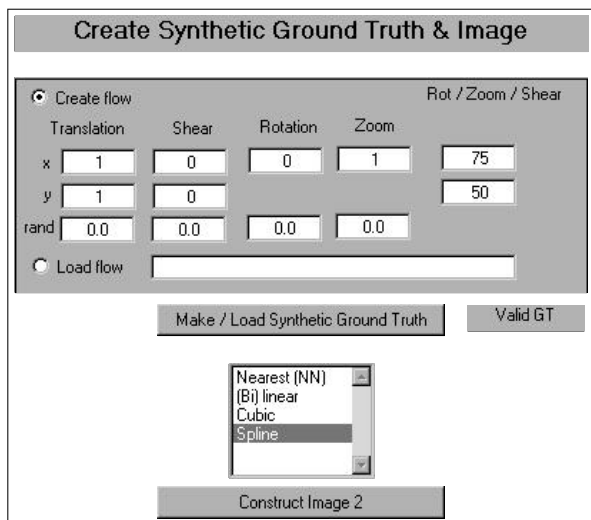 Create Synthetic Ground Truth & Image
Create flow Rot / Zoom / Shear
Translation Shear Rotation Zoom
x 1 0 0 1 75
y 1 0 50
rand 0.0 0.0 0.0 0.0
Load flow
Make / Load Synthetic Ground Truth Valid GT
Nearest (NN)
(Bi) linear
Cubic
Spline
Construct Image 2